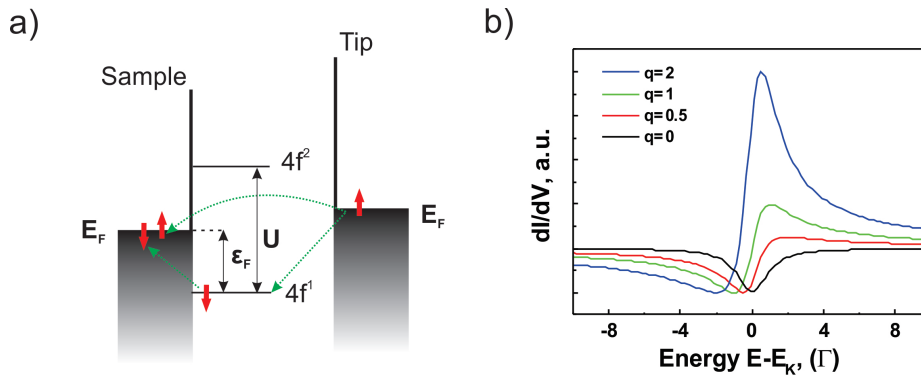 a)
Sample
Tip
4f²
E_F
U
ε_F
4f¹
E_F
b)
q= 2
q= 1
q= 0.5
q= 0
dI/dV, a.u.
-8 -4 0 4 8
Energy E-E_K, (Γ)